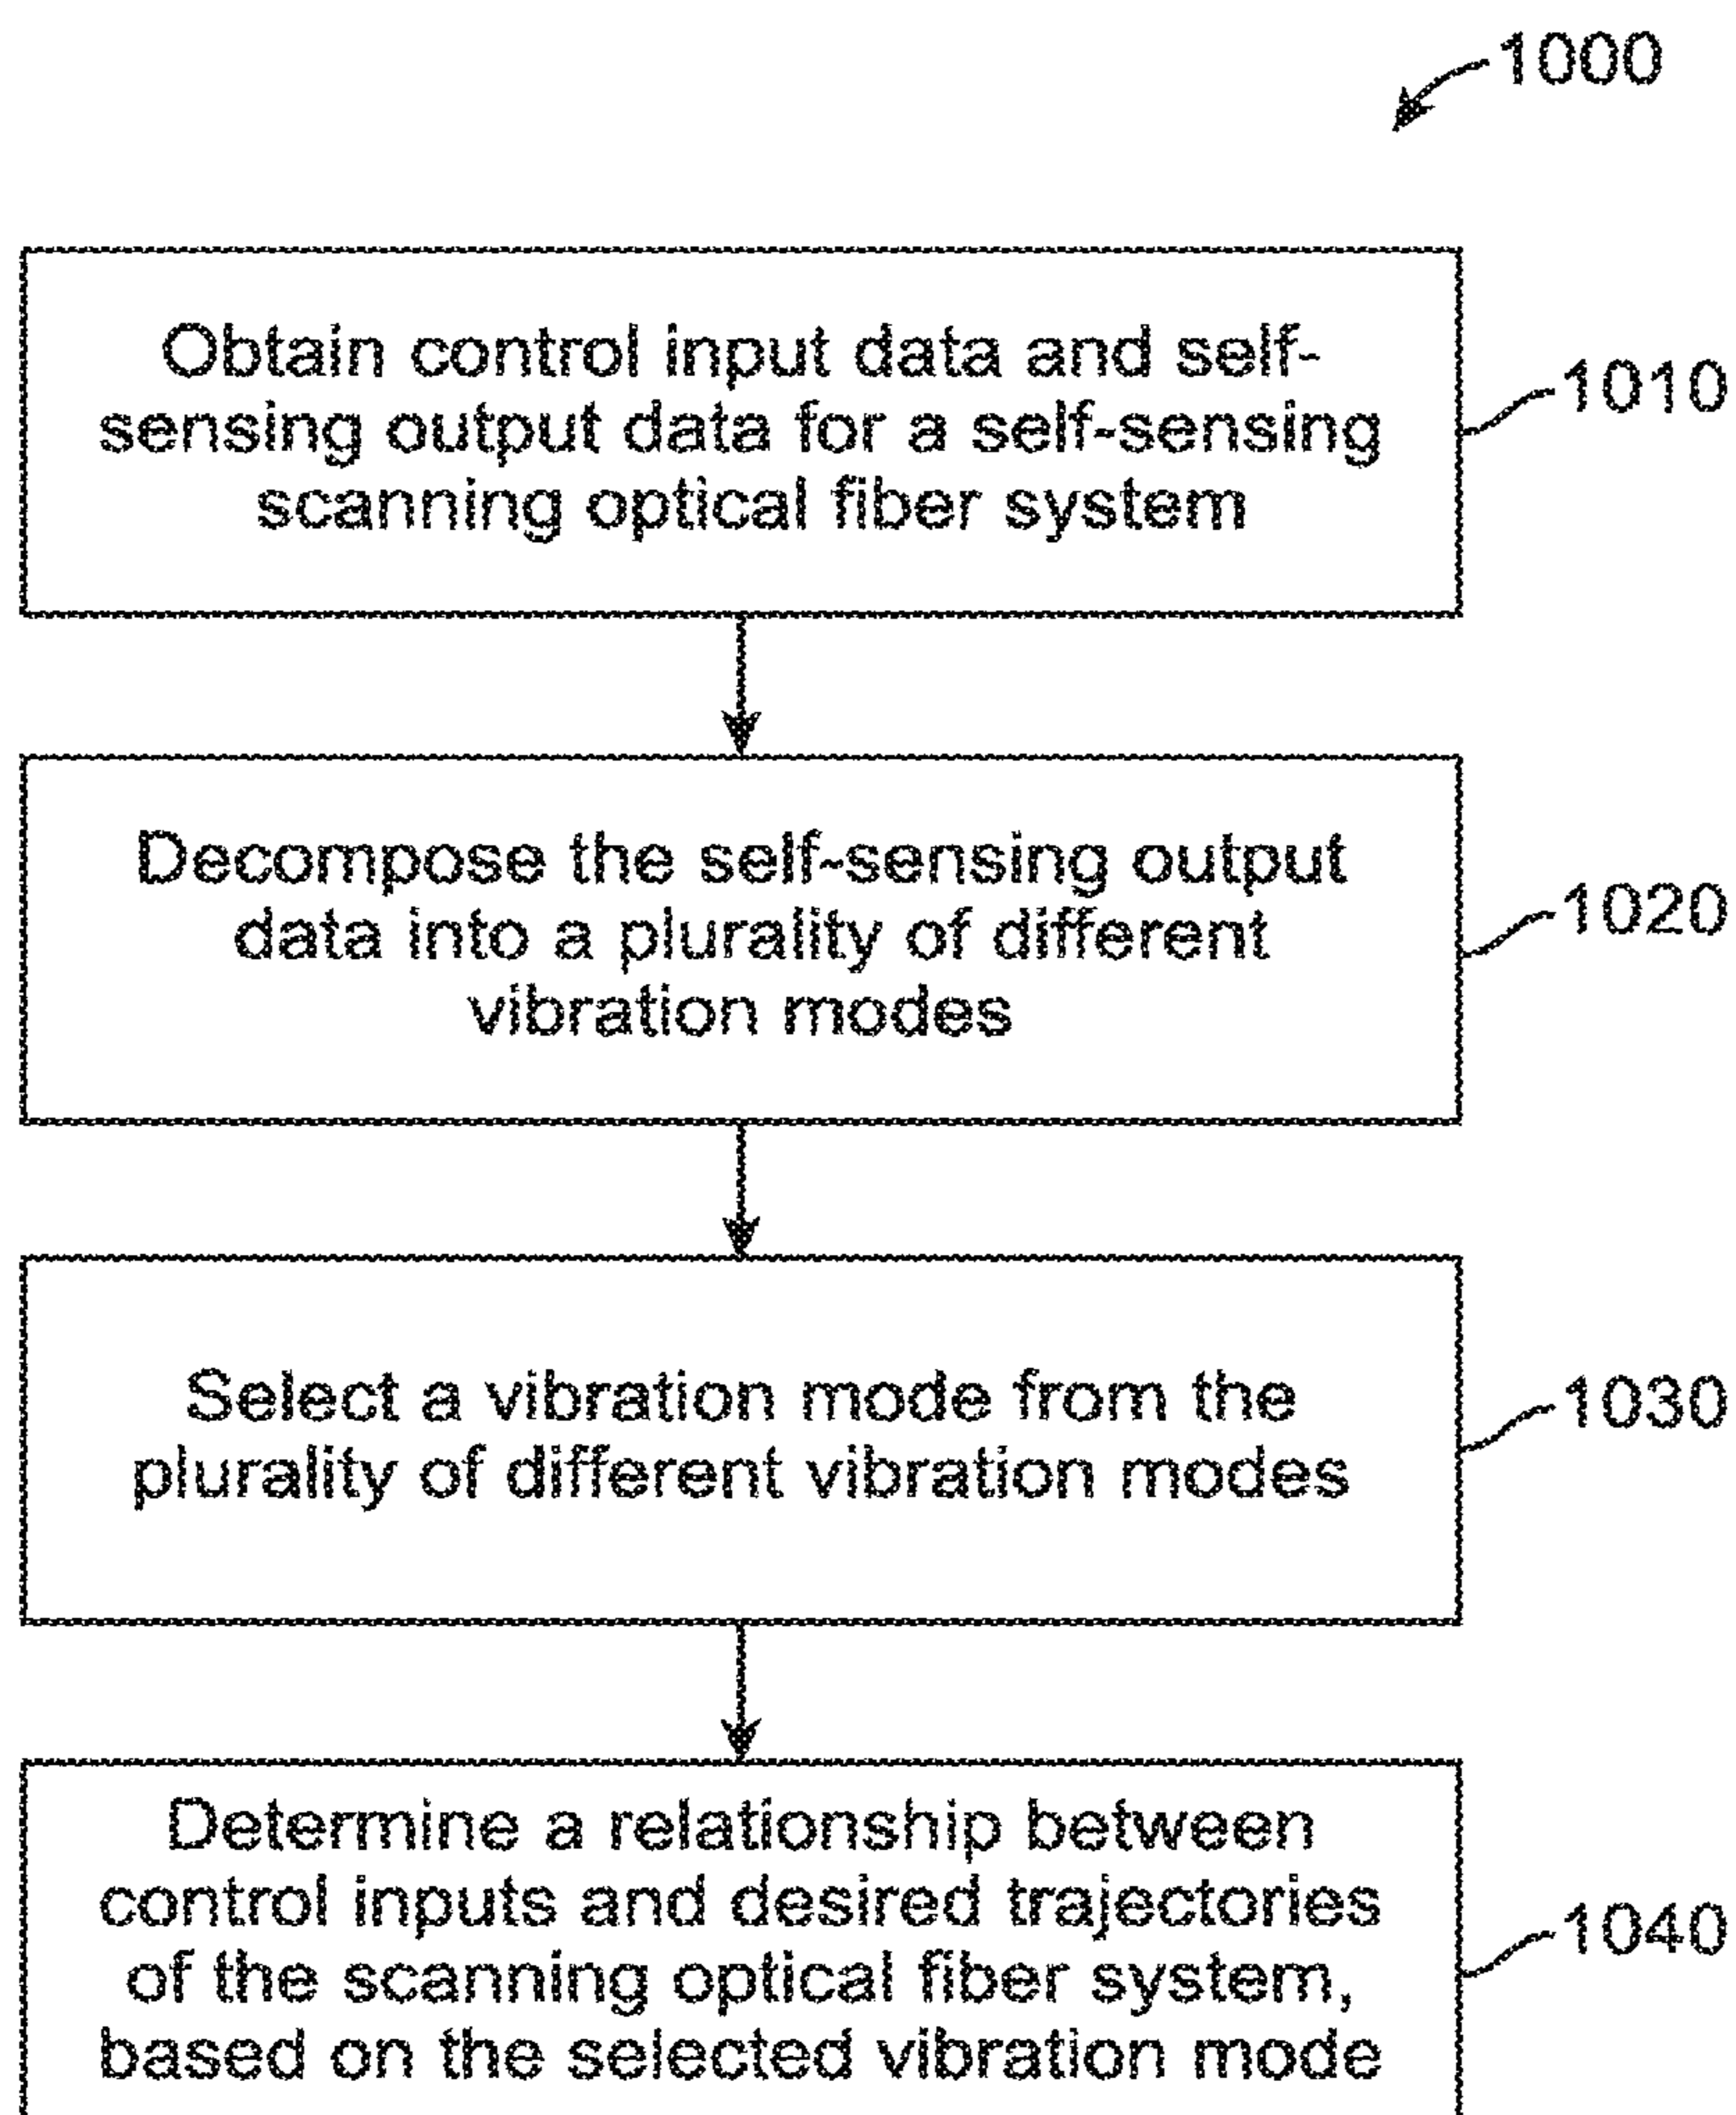 1000
Obtain control input data and self-
sensing output data for a self-sensing
scanning optical fiber system
1010
Decompose the self-sensing output
data into a plurality of different
vibration modes
1020
Select a vibration mode from the
plurality of different vibration modes
1030
Determine a relationship between
control inputs and desired trajectories
of the scanning optical fiber system,
based on the selected vibration mode
1040